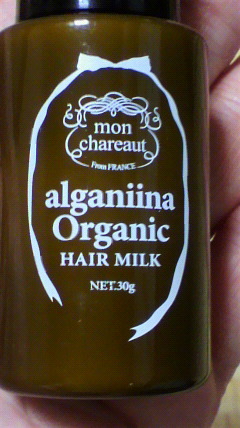 mon
chareaut
From FRANCE
alganiina
Organic
HAIR MILK
NET.30g